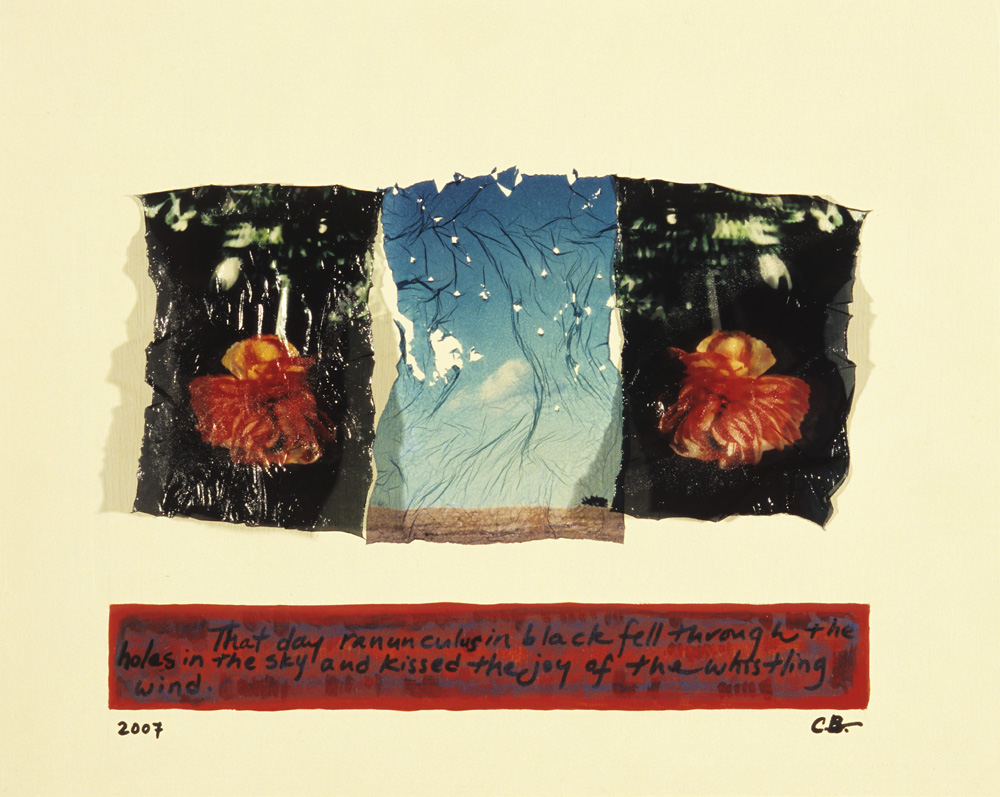 That day ranunculus in black fell through the
holes in the sky and kissed the joy of the whistling
wind.
2007 C.B.